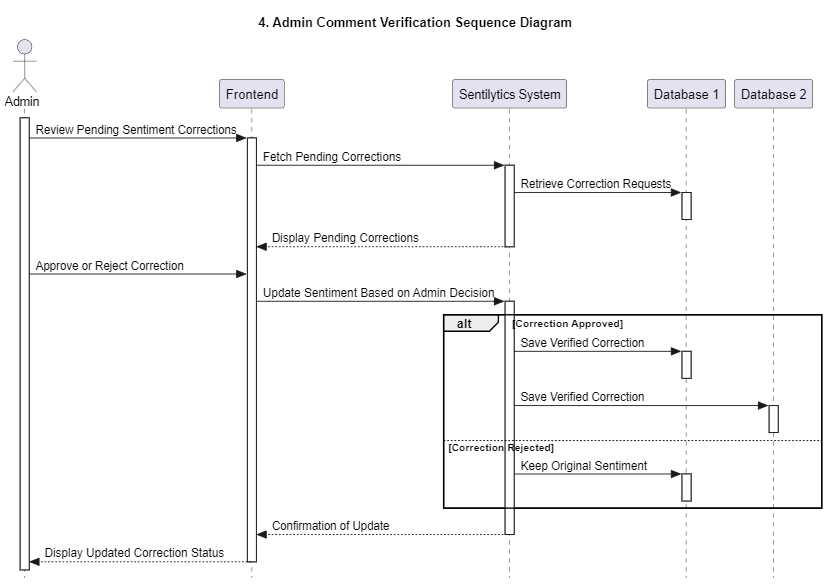 4. Admin Comment Verification Sequence Diagram
Admin
Frontend
Sentilytics System
Database 1
Database 2
Review Pending Sentiment Corrections
Fetch Pending Corrections
Retrieve Correction Requests
Display Pending Corrections
Approve or Reject Correction
Update Sentiment Based on Admin Decision
alt
[Correction Approved]
Save Verified Correction
Save Verified Correction
[Correction Rejected]
Keep Original Sentiment
Confirmation of Update
Display Updated Correction Status